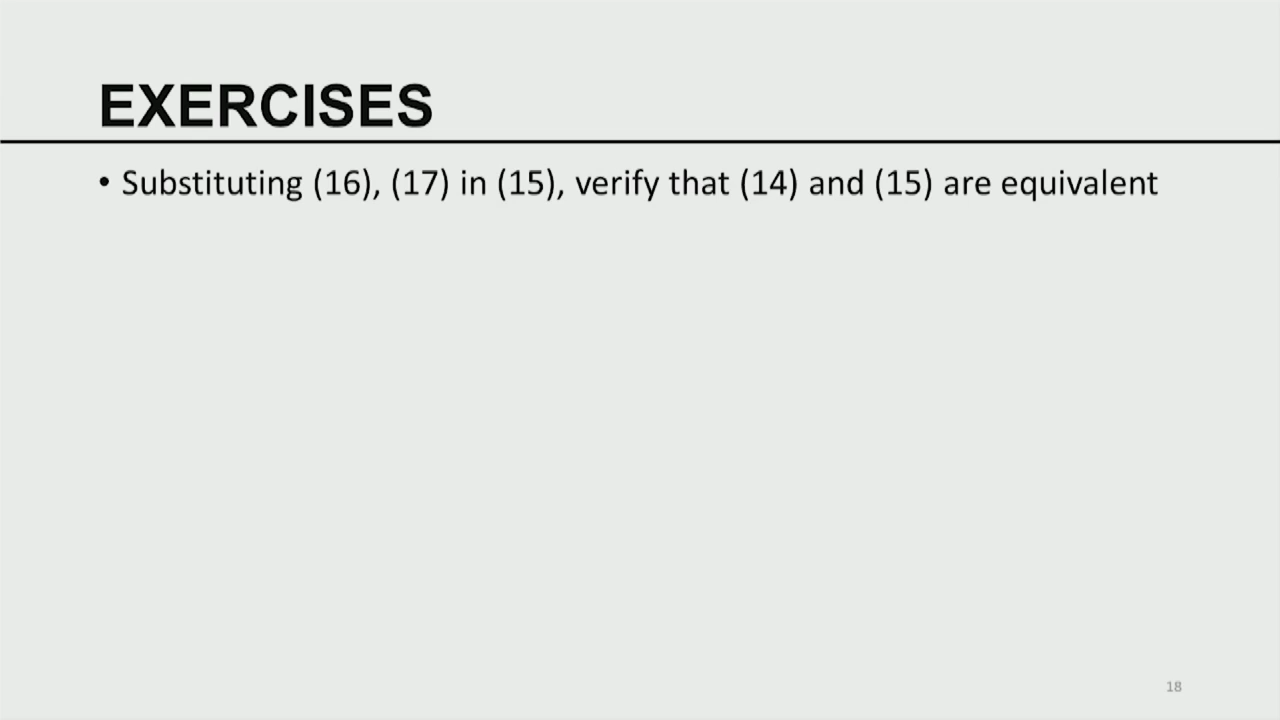 EXERCISES
• Substituting (16), (17) in (15), verify that (14) and (15) are equivalent
18